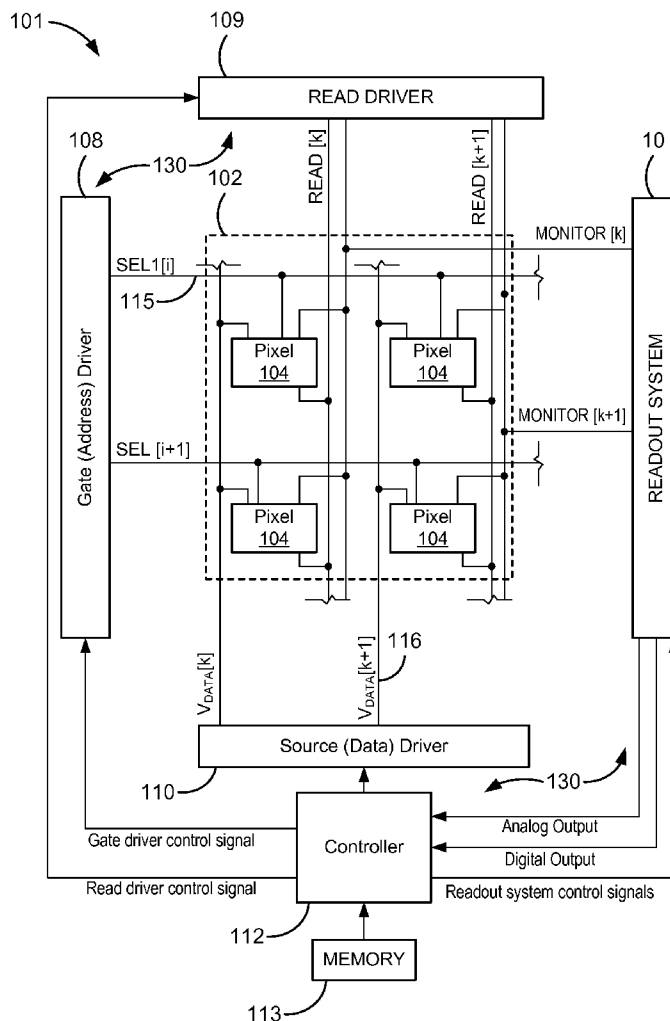 101
109
READ DRIVER
108
130
READ [k]
READ [k+1]
10
102
MONITOR [k]
SEL1[i]
115
Pixel
104
Pixel
104
MONITOR [k+1]
Gate (Address) Driver
READOUT SYSTEM
SEL [i+1]
Pixel
104
Pixel
104
VDATA[k]
VDATA[k+1]
116
Source (Data) Driver
110
130
Analog Output
Gate driver control signal
Controller
Digital Output
Read driver control signal
Readout system control signals
112
MEMORY
113